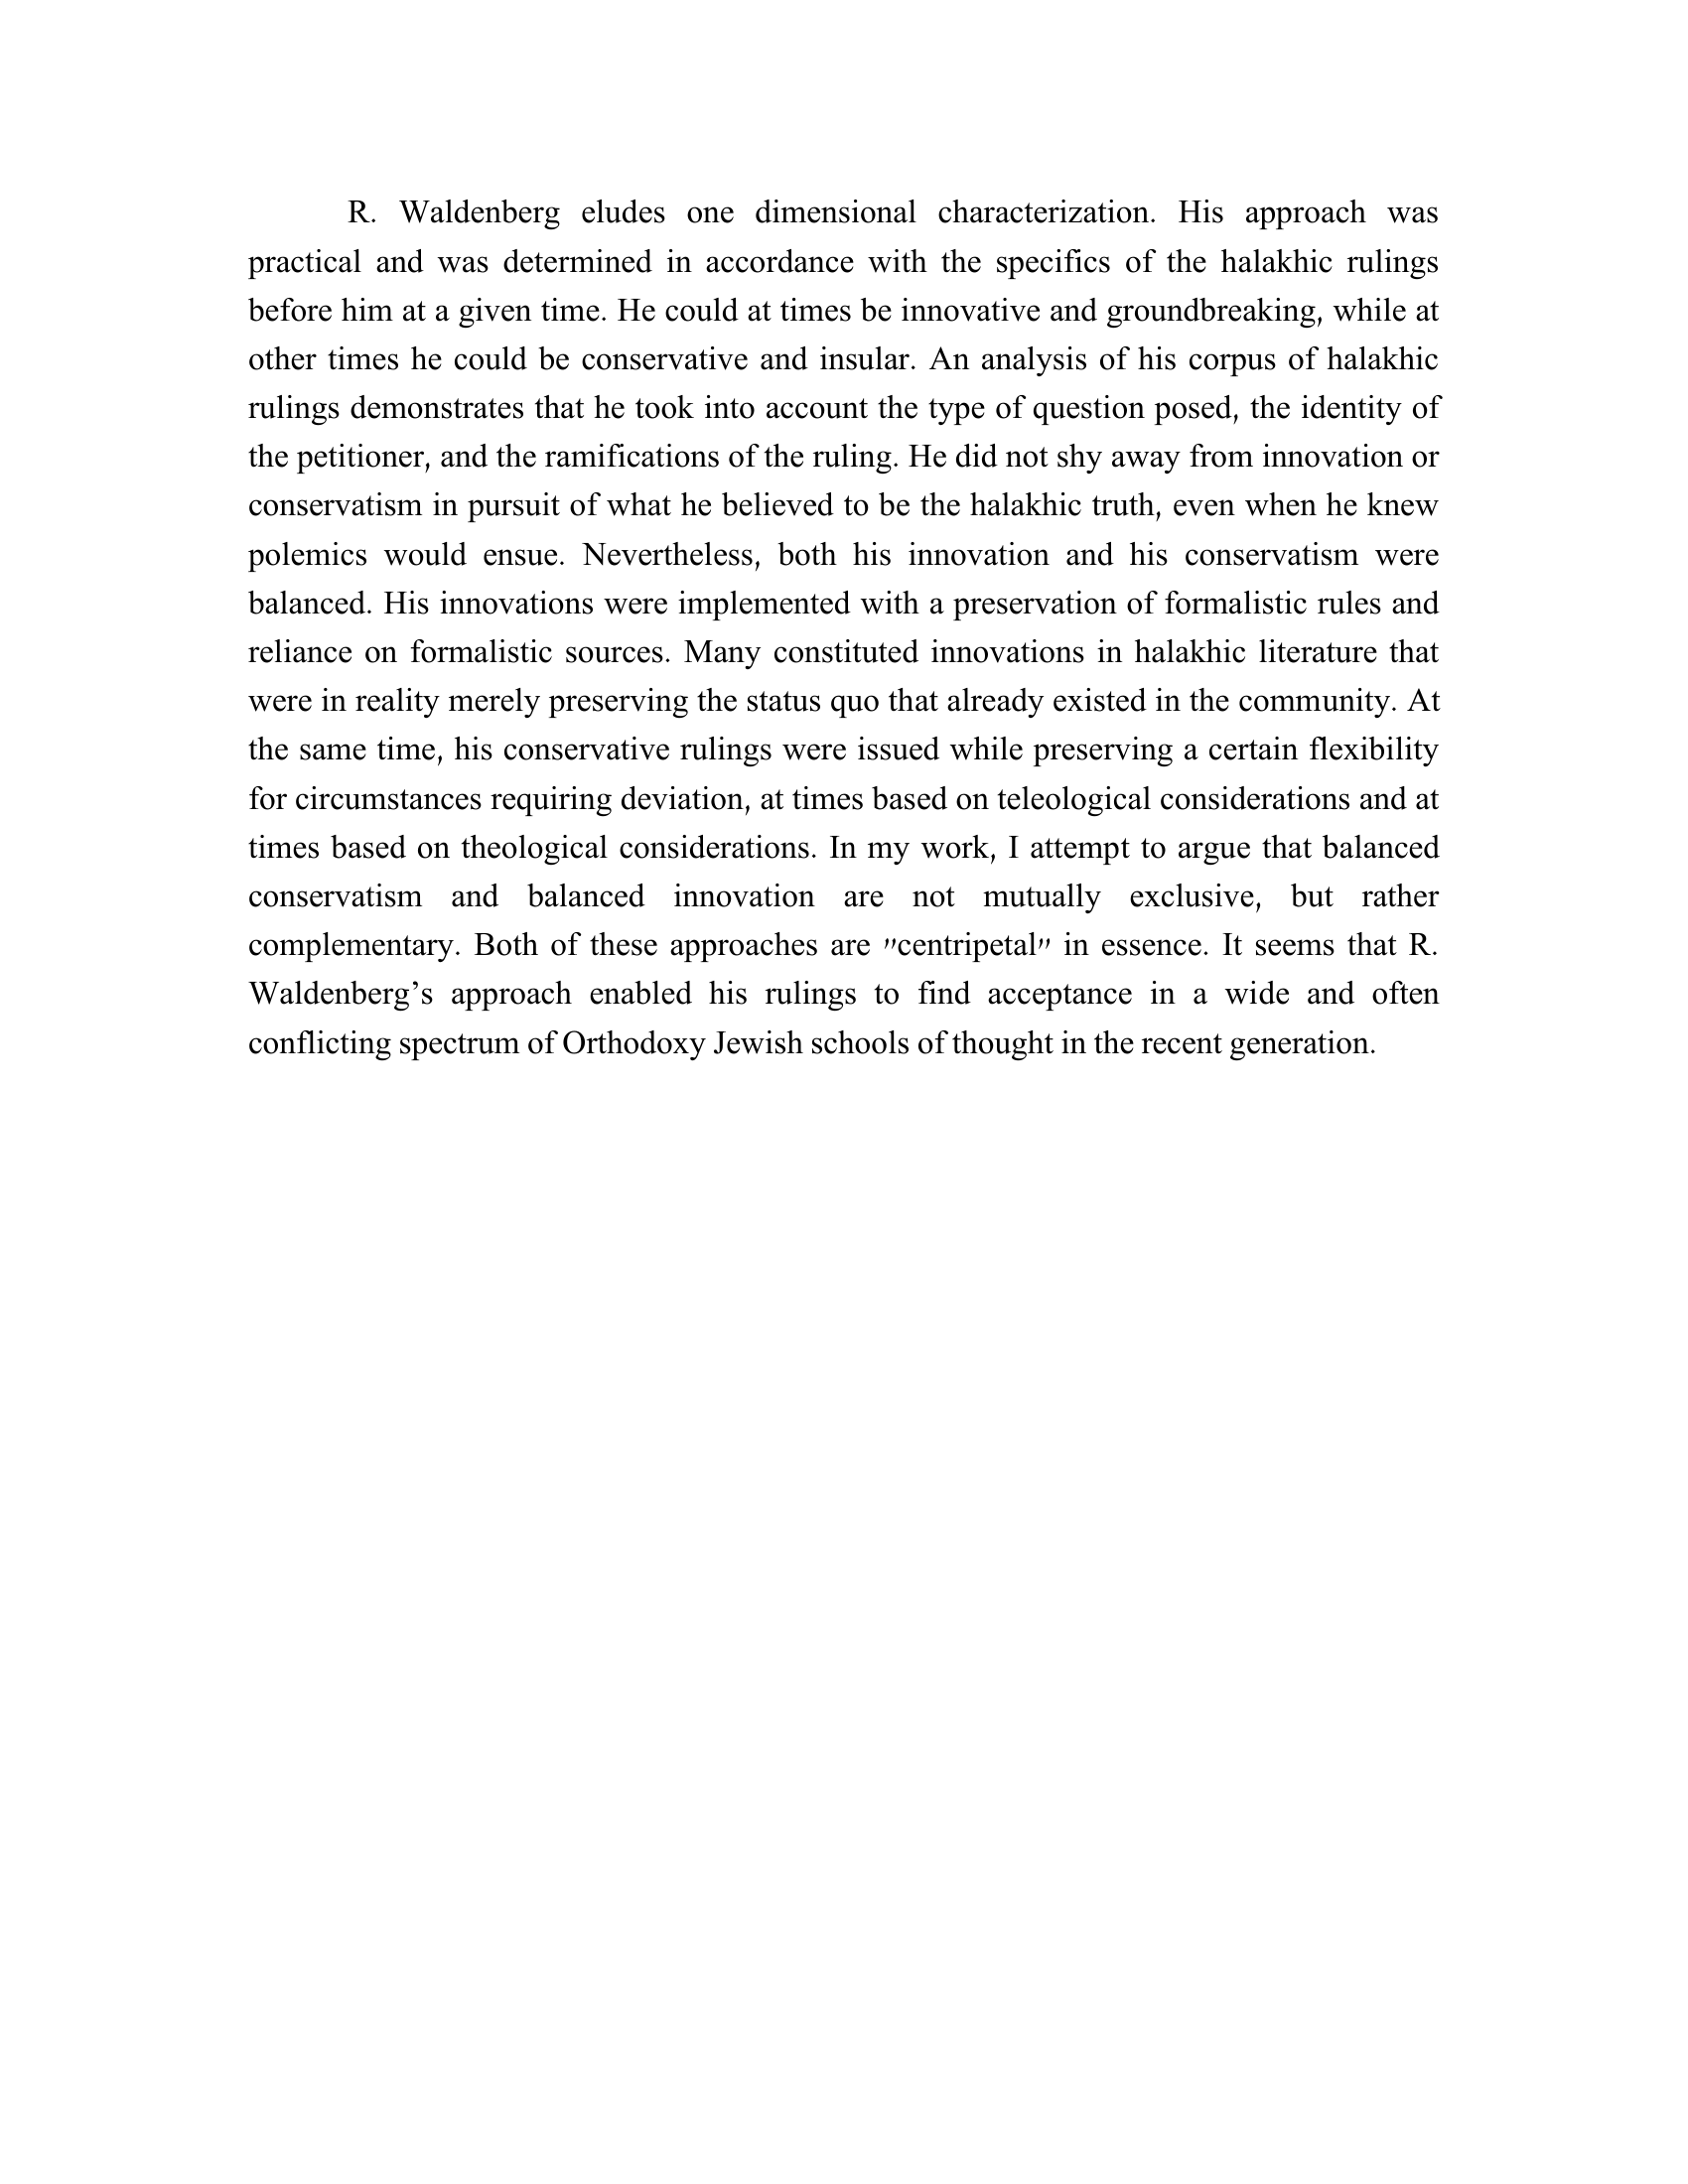 R. Waldenberg eludes one dimensional characterization. His approach was
practical and was determined in accordance with the specifics of the halakhic rulings
before him at a given time. He could at times be innovative and groundbreaking, while at
other times he could be conservative and insular. An analysis of his corpus of halakhic
rulings demonstrates that he took into account the type of question posed, the identity of
the petitioner, and the ramifications of the ruling. He did not shy away from innovation or
conservatism in pursuit of what he believed to be the halakhic truth, even when he knew
polemics would ensue. Nevertheless, both his innovation and his conservatism were
balanced. His innovations were implemented with a preservation of formalistic rules and
reliance on formalistic sources. Many constituted innovations in halakhic literature that
were in reality merely preserving the status quo that already existed in the community. At
the same time, his conservative rulings were issued while preserving a certain flexibility
for circumstances requiring deviation, at times based on teleological considerations and at
times based on theological considerations. In my work, I attempt to argue that balanced
conservatism and balanced innovation are not mutually exclusive, but rather
complementary. Both of these approaches are "centripetal" in essence. It seems that R.
Waldenberg’s approach enabled his rulings to find acceptance in a wide and often
conflicting spectrum of Orthodoxy Jewish schools of thought in the recent generation.